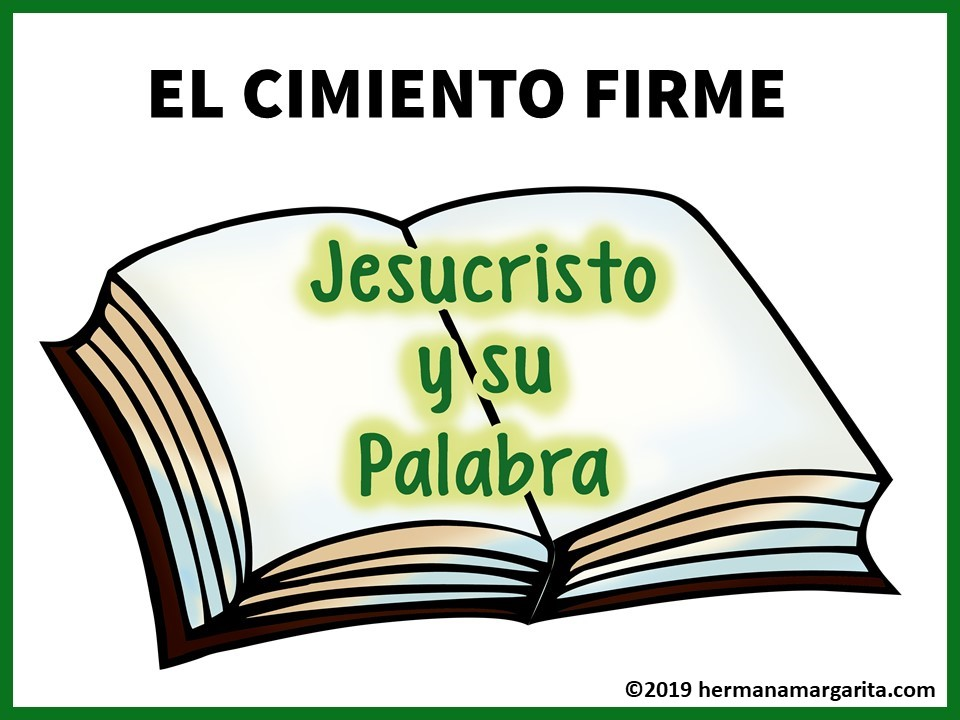 EL CIMIENTO FIRME
Jesucristo
y su
Palabra
©2019 hermanamargarita.com